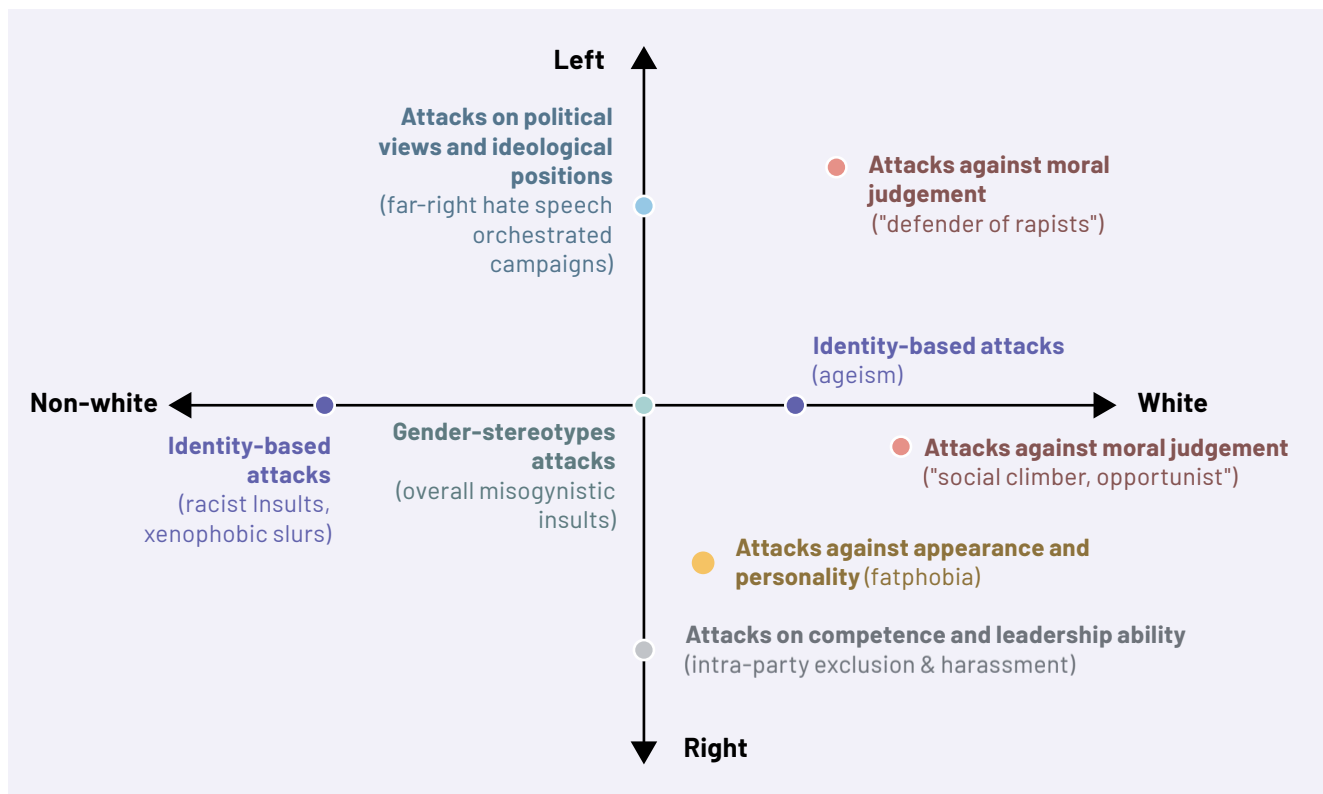 Left
Attacks on political
views and ideological
positions
(far-right hate speech
orchestrated
campaigns)
Attacks against moral
judgement
("defender of rapists")
Identity-based attacks
(ageism)
Non-white
White
Identity-based
attacks
(racist Insults,
xenophobic slurs)
Gender-stereotypes
attacks
(overall misogynistic
insults)
Attacks against moral judgement
("social climber, opportunist")
Attacks against appearance and
personality (fatphobia)
Attacks on competence and leadership ability
(intra-party exclusion & harassment)
Right